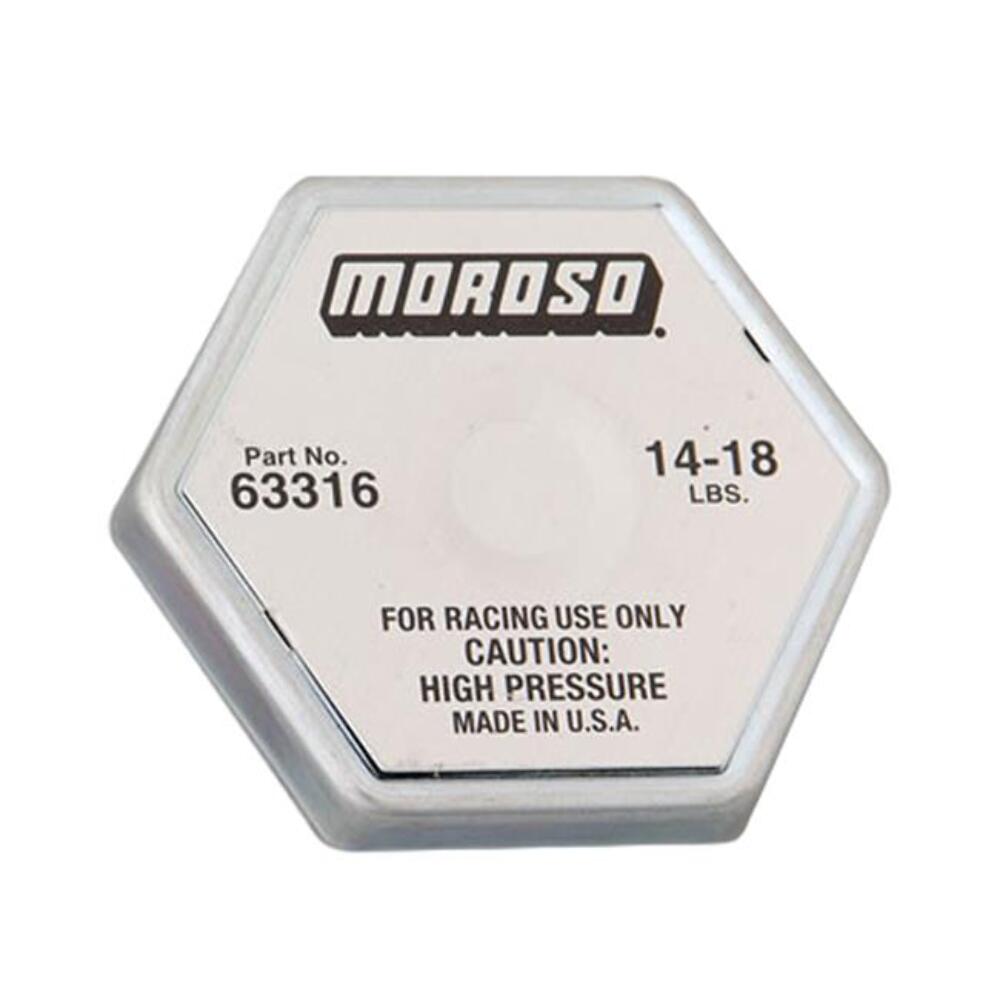 MOROSO.
Part No.
63316
14-18
LBS.
FOR RACING USE ONLY
CAUTION:
HIGH PRESSURE
MADE IN U.S.A.